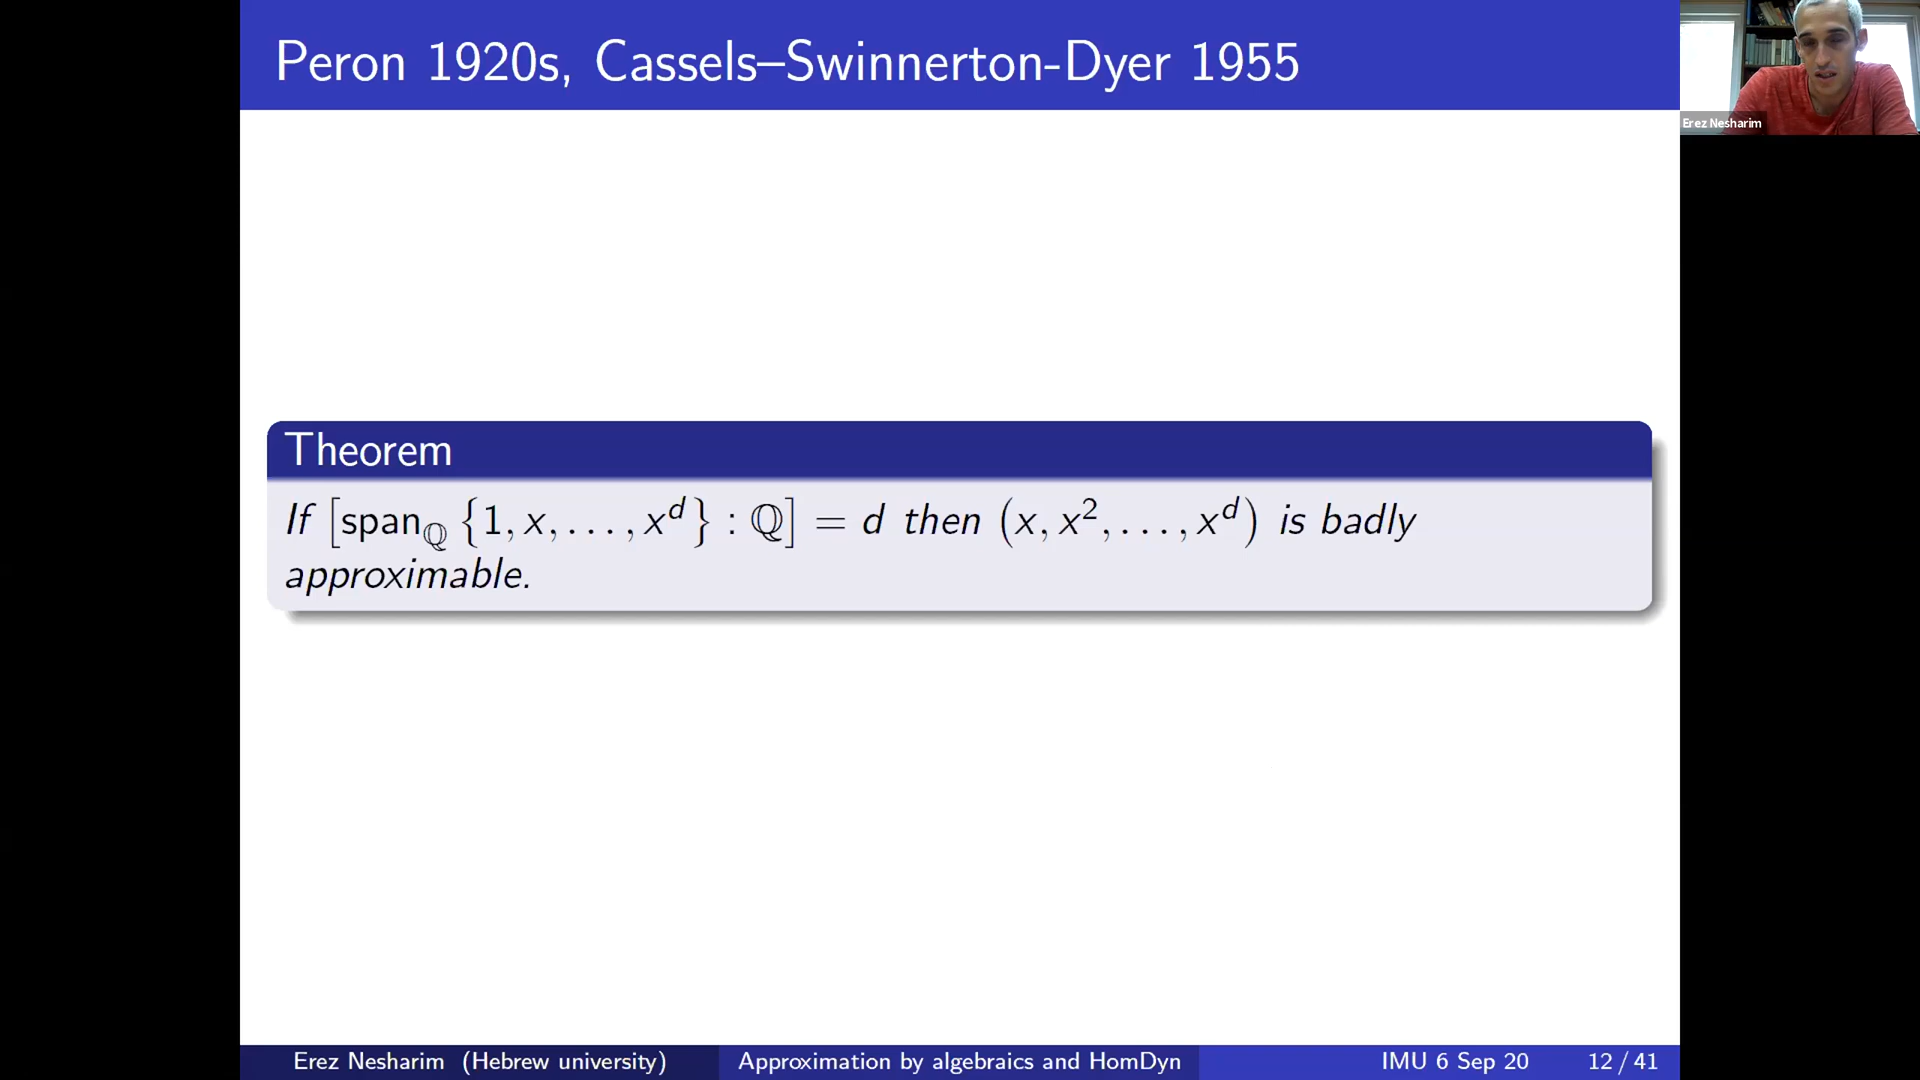 Peron 1920s, Cassels–Swinnerton-Dyer 1955
Erez Nesharim
Theorem
If [span_ℚ {1, x, . . . , x^d} : ℚ] = d then (x, x², . . . , x^d) is badly
approximable.
Erez Nesharim (Hebrew university) Approximation by algebraics and HomDyn IMU 6 Sep 20 12 / 41